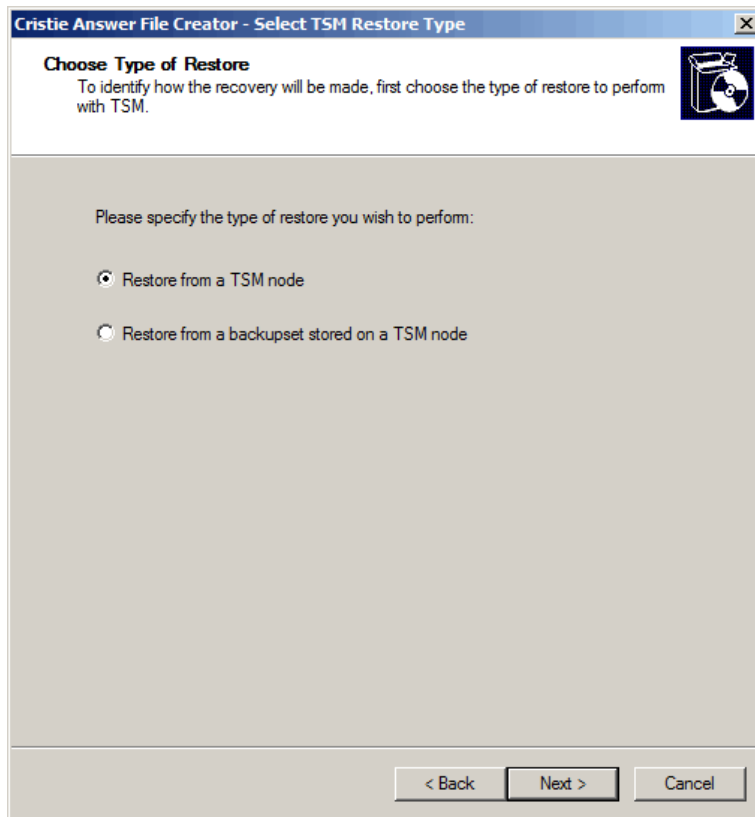 Cristie Answer File Creator - Select TSM Restore Type
Choose Type of Restore
To identify how the recovery will be made, first choose the type of restore to perform
with TSM.
Please specify the type of restore you wish to perform:
Restore from a TSM node
Restore from a backupset stored on a TSM node
< Back
Next >
Cancel